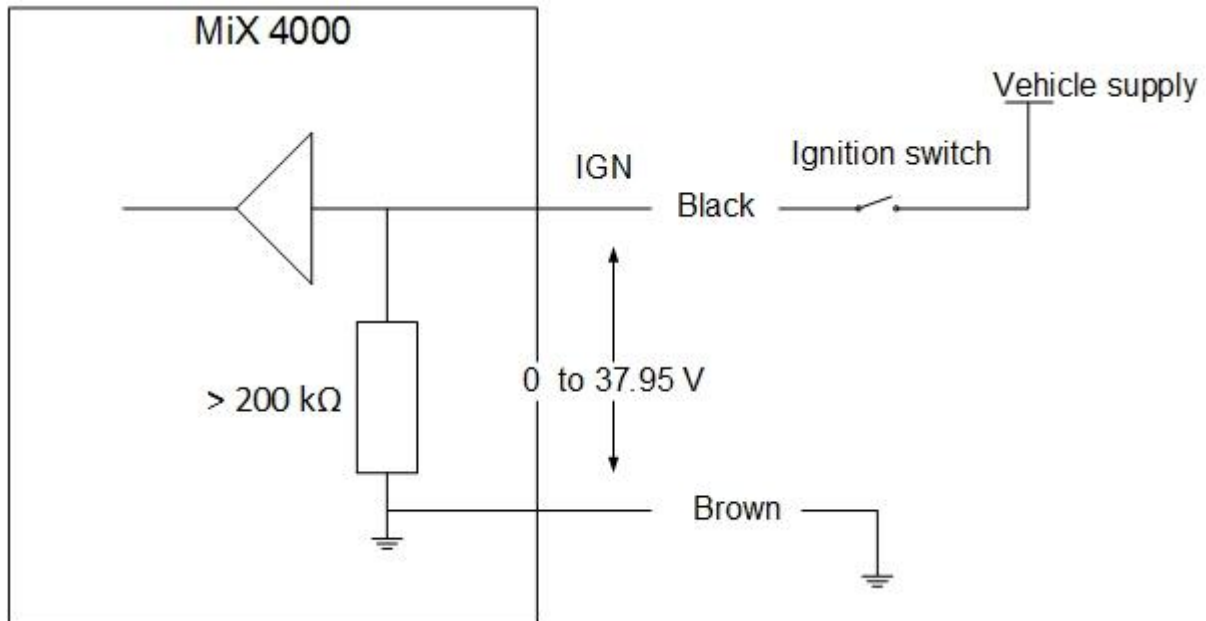 MiX 4000
Vehicle supply
Ignition switch
IGN
Black
0 to 37.95 V
> 200 kΩ
Brown